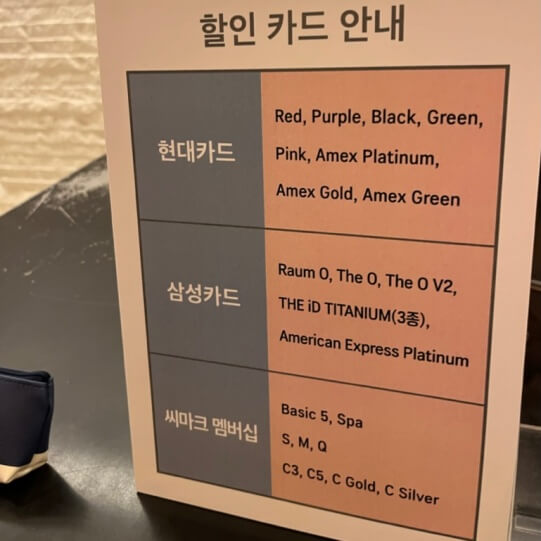 할인 카드 안내
현대카드
Red, Purple, Black, Green,
Pink, Amex Platinum,
Amex Gold, Amex Green
삼성카드
Raum O, The O, The O V2,
THE iD TITANIUM(3종),
American Express Platinum
씨마크 멤버십
Basic 5, Spa
S, M, Q
C3, C5, C Gold, C Silver